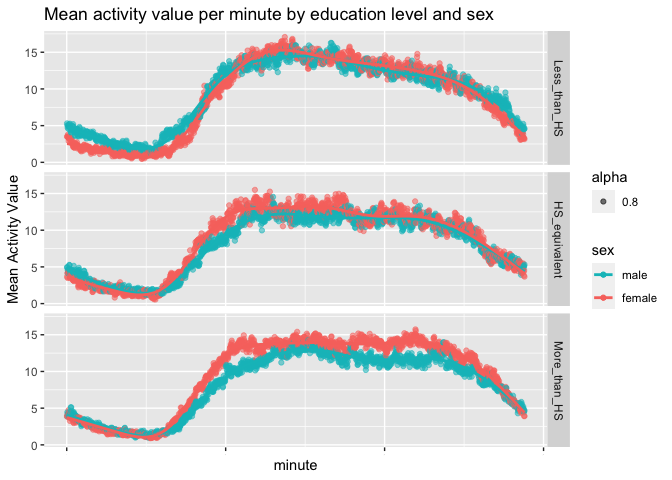 Mean activity value per minute by education level and sex
Mean Activity Value
15
10
5
0
Less_than_HS
15
10
5
0
HS_equivalent
15
10
5
0
More_than_HS
minute
alpha
0.8
sex
male
female